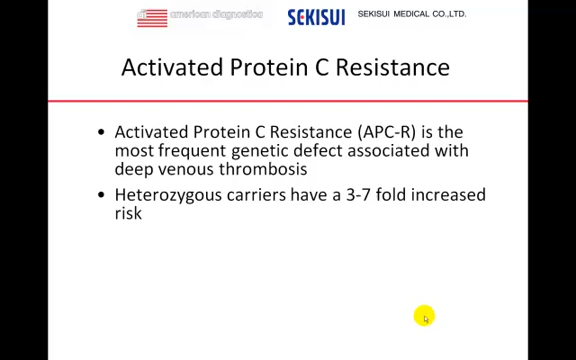 american diagnostica
SEKISUI
SEKISUI MEDICAL CO.,LTD.
Activated Protein C Resistance
• Activated Protein C Resistance (APC-R) is the
most frequent genetic defect associated with
deep venous thrombosis
• Heterozygous carriers have a 3-7 fold increased
risk